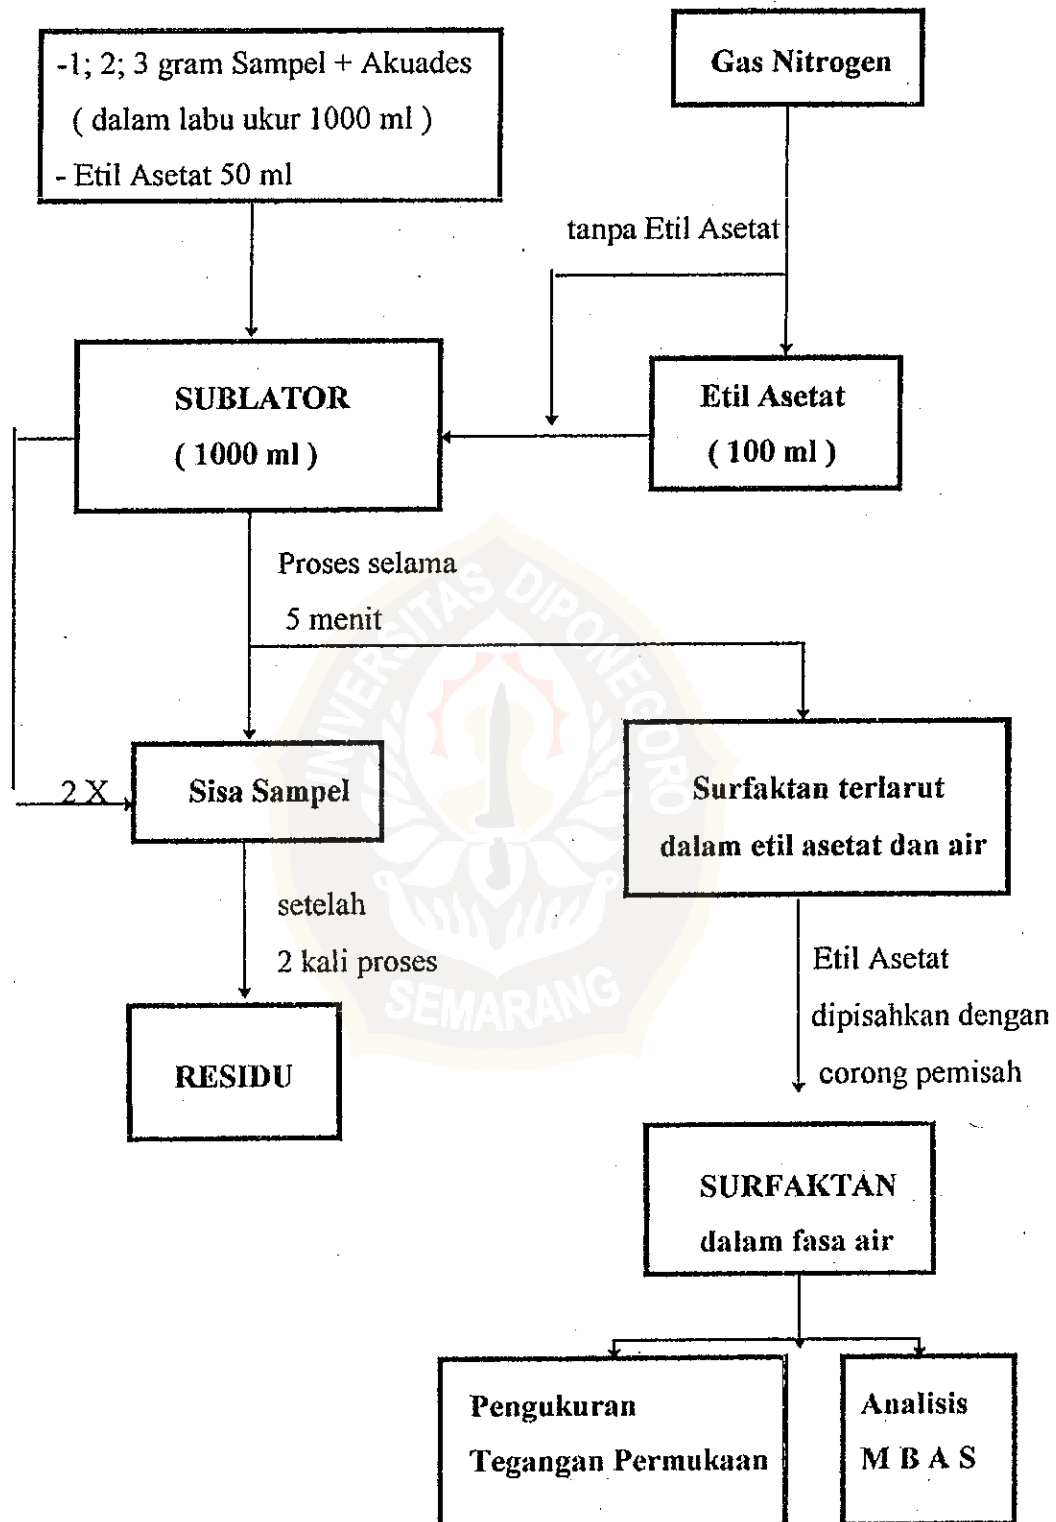 -1; 2; 3 gram Sampel + Akuades
( dalam labu ukur 1000 ml )
- Etil Asetat 50 ml
Gas Nitrogen
tanpa Etil Asetat
SUBLATOR
( 1000 ml )
Etil Asetat
( 100 ml )
Proses selama
5 menit
2 X
Sisa Sampel
Surfaktan terlarut
dalam etil asetat dan air
setelah
2 kali proses
Etil Asetat
dipisahkan dengan
corong pemisah
RESIDU
SURFAKTAN
dalam fasa air
Pengukuran
Tegangan Permukaan
Analisis
M B A S
UNIVERSITAS DIPONEGORO
SEMARANG